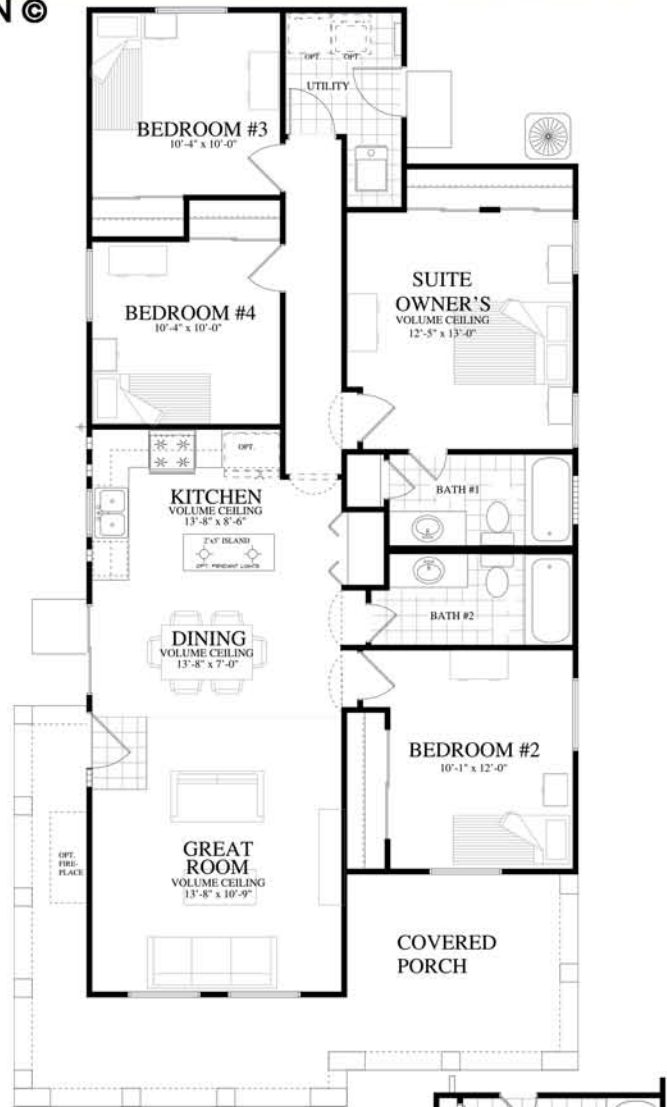 N ©
OPT. OPT.
UTILITY
BEDROOM #3
10'-4" x 10'-0"
SUITE
OWNER'S
VOLUME CEILING
12'-5" x 13'-0"
BEDROOM #4
10'-4" x 10'-0"
OPT.
KITCHEN
VOLUME CEILING
13'-8" x 8'-6"
2'x5' ISLAND
OPT. PENDANT LIGHTS
BATH #1
BATH #2
DINING
VOLUME CEILING
13'-8" x 7'-0"
BEDROOM #2
10'-1" x 12'-0"
OPT.
FIRE-
PLACE
GREAT
ROOM
VOLUME CEILING
13'-8" x 10'-9"
COVERED
PORCH